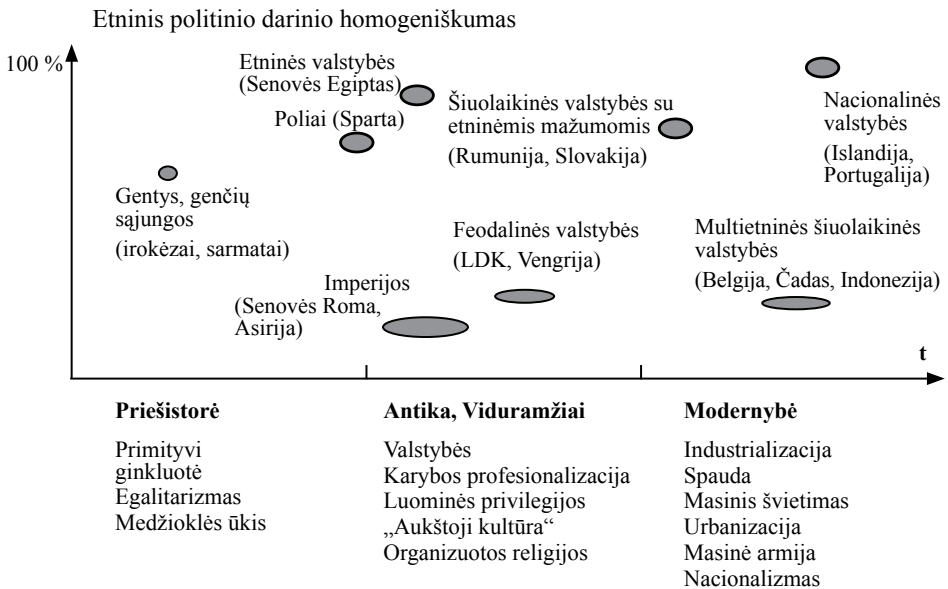 Etninis politinio darinio homogeniškumas
100 %
Etninės valstybės
(Senovės Egiptas)
Poliai (Sparta)
Šiuolaikinės valstybės su
etninėmis mažumomis
(Rumunija, Slovakija)
Nacionalinės
valstybės
(Islandija,
Portugalija)
Gentys, genčių
sąjungos
(irokėzai, sarmatai)
Feodalinės valstybės
(LDK, Vengrija)
Multietninės šiuolaikinės
valstybės
(Belgija, Čadas, Indonezija)
Imperijos
(Senovės Roma,
Asirija)
t
Priešistorė
Primityvi
ginkluotė
Egalitarizmas
Medžioklės ūkis
Antika, Viduramžiai
Valstybės
Karybos profesionalizacija
Luominės privilegijos
„Aukštoji kultūra“
Organizuotos religijos
Modernybė
Industrializacija
Spauda
Masinis švietimas
Urbanizacija
Masinė armija
Nacionalizmas